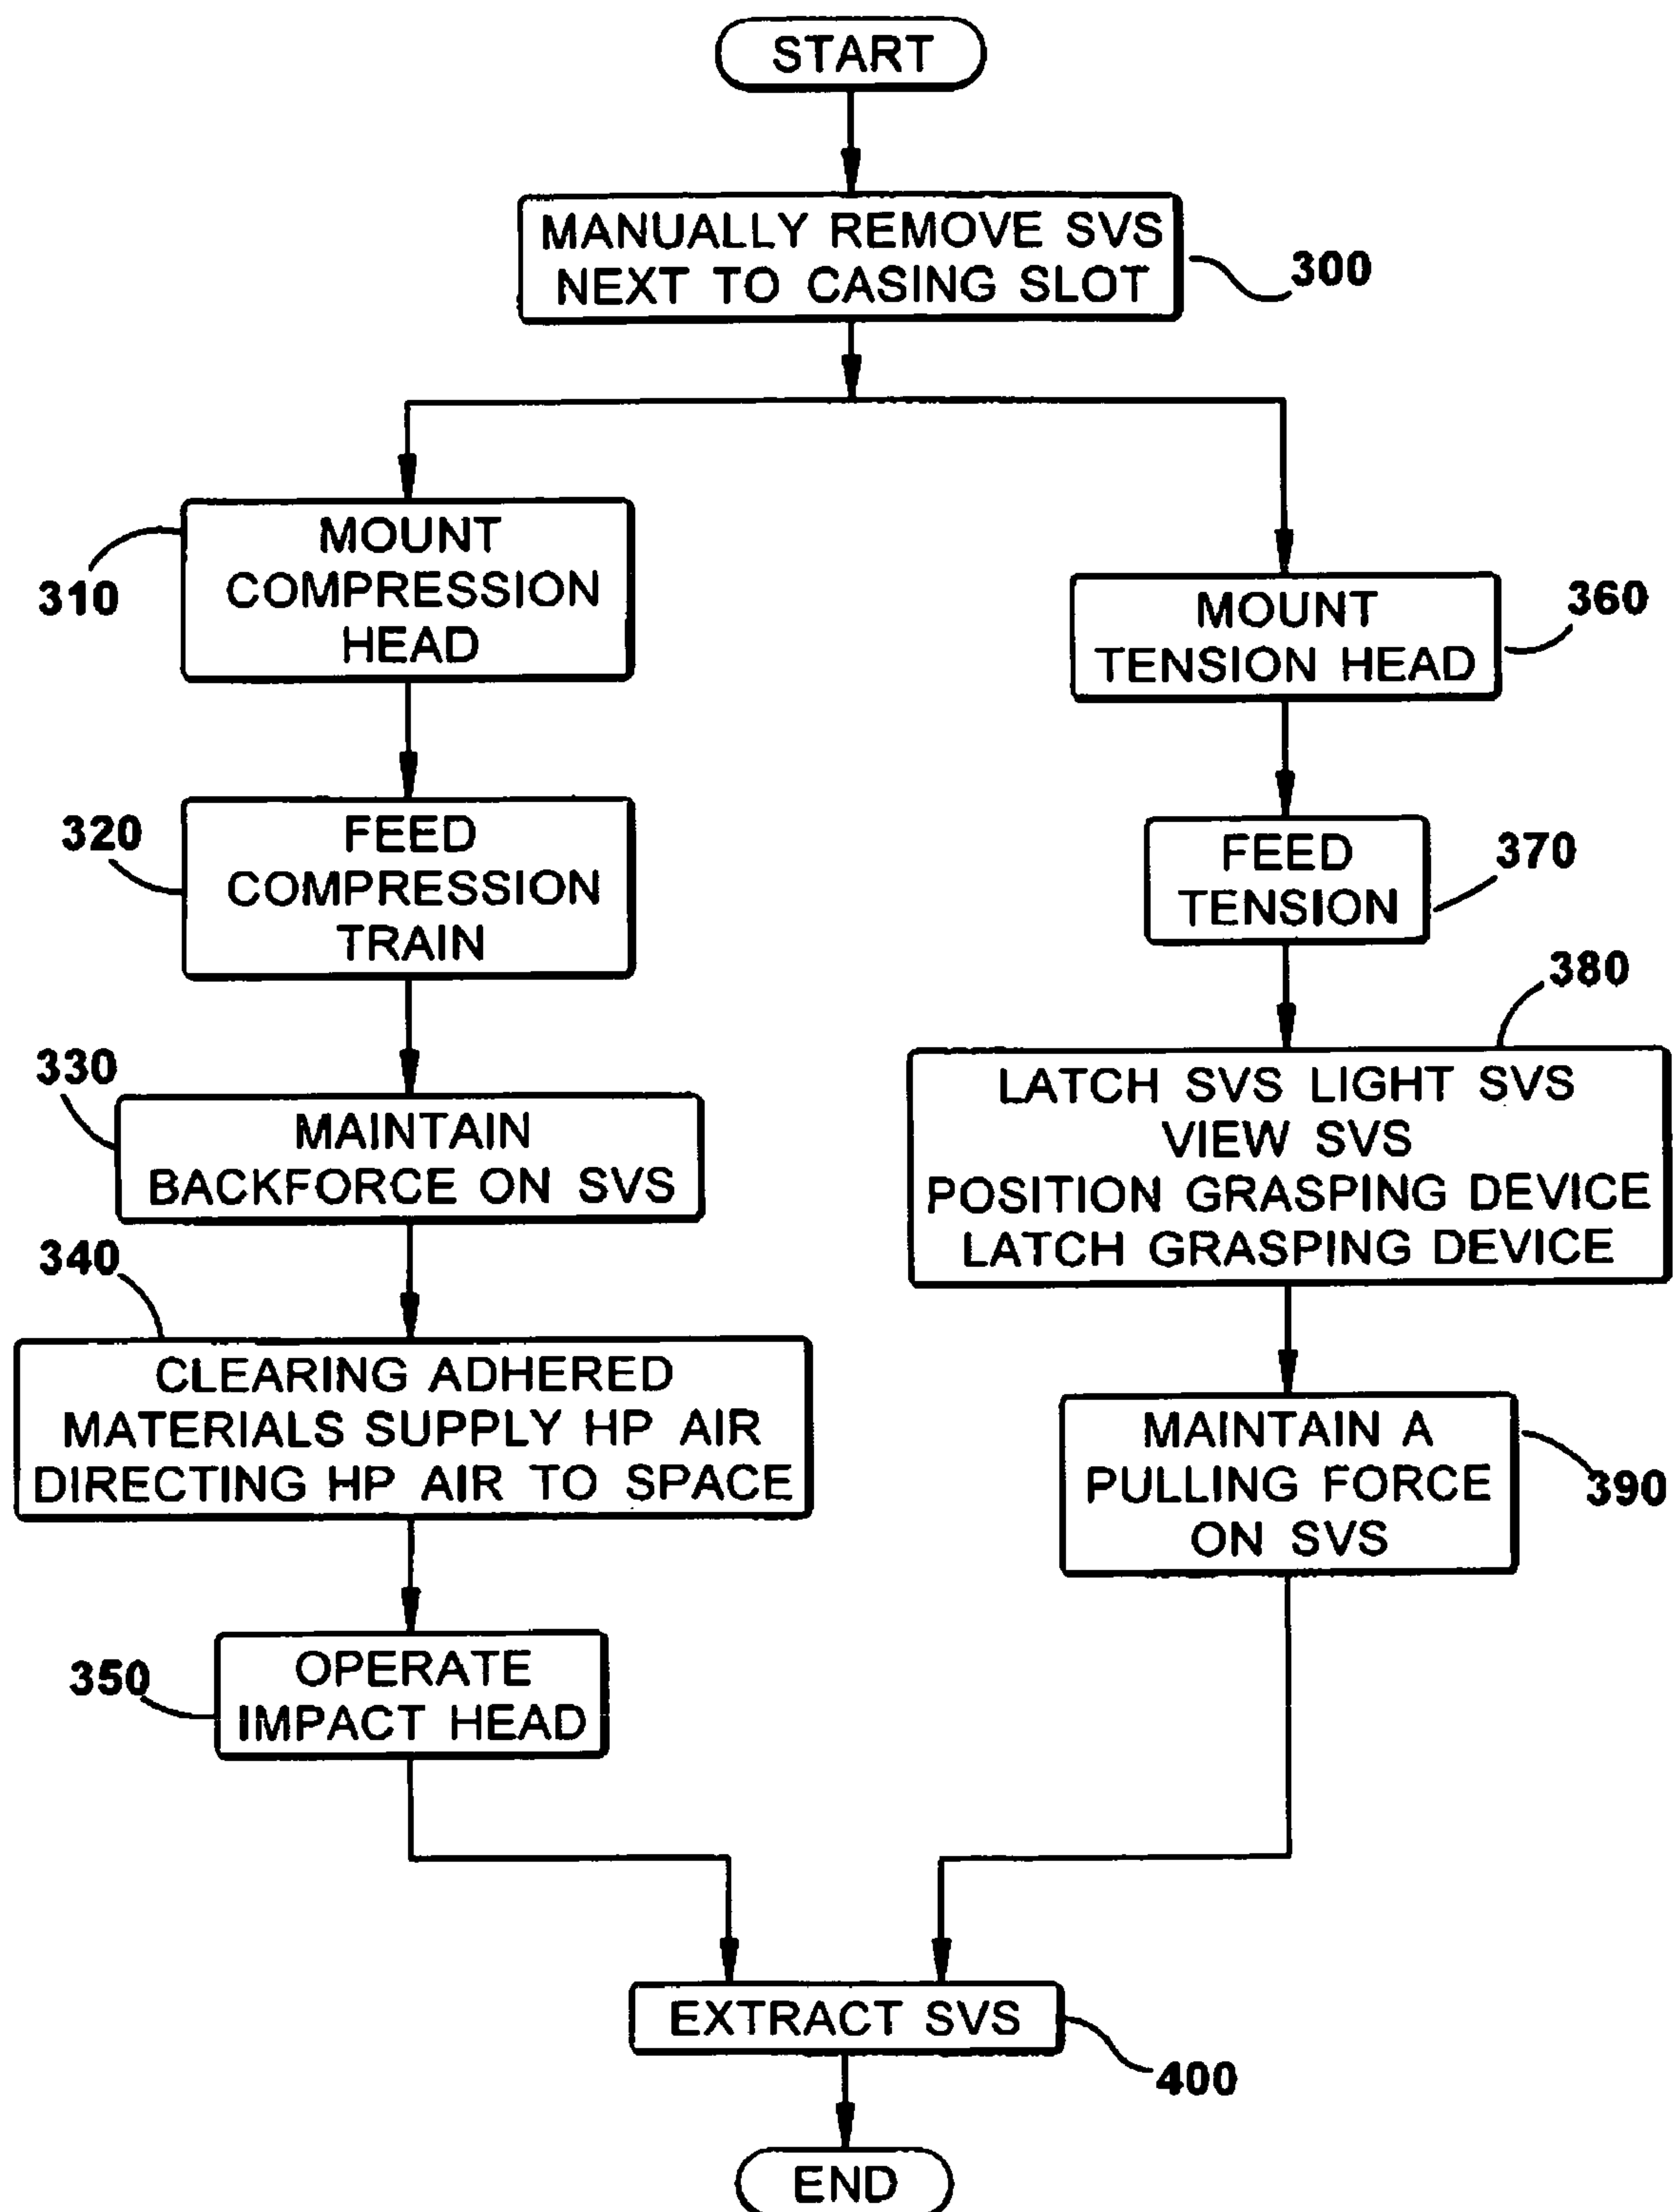 START
MANUALLY REMOVE SVS
NEXT TO CASING SLOT
300
MOUNT
COMPRESSION
HEAD
310
FEED
COMPRESSION
TRAIN
320
MAINTAIN
BACKFORCE ON SVS
330
CLEARING ADHERED
MATERIALS SUPPLY HP AIR
DIRECTING HP AIR TO SPACE
340
OPERATE
IMPACT HEAD
350
MOUNT
TENSION HEAD
360
FEED
TENSION
370
LATCH SVS LIGHT SVS
VIEW SVS
POSITION GRASPING DEVICE
LATCH GRASPING DEVICE
380
MAINTAIN A
PULLING FORCE
ON SVS
390
EXTRACT SVS
400
END